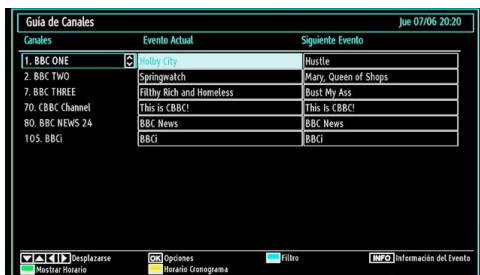 Guía de Canales Jue 07/06 20:20
Canales Evento Actual Siguiente Evento
1. BBC ONE Holby City Hustle
2. BBC TWO Springwatch Mary, Queen of Shops
7. BBC THREE Filthy Rich and Homeless Bust My Ass
70. CBBC Channel This is CBBC! This Is CBBC!
80. BBC NEWS 24 BBC News BBC News
105. BBCi BBCi BBCi
Desplazarse OK Opciones Filtro INFO Información del Evento
Mostrar Horario Horario Cronograma